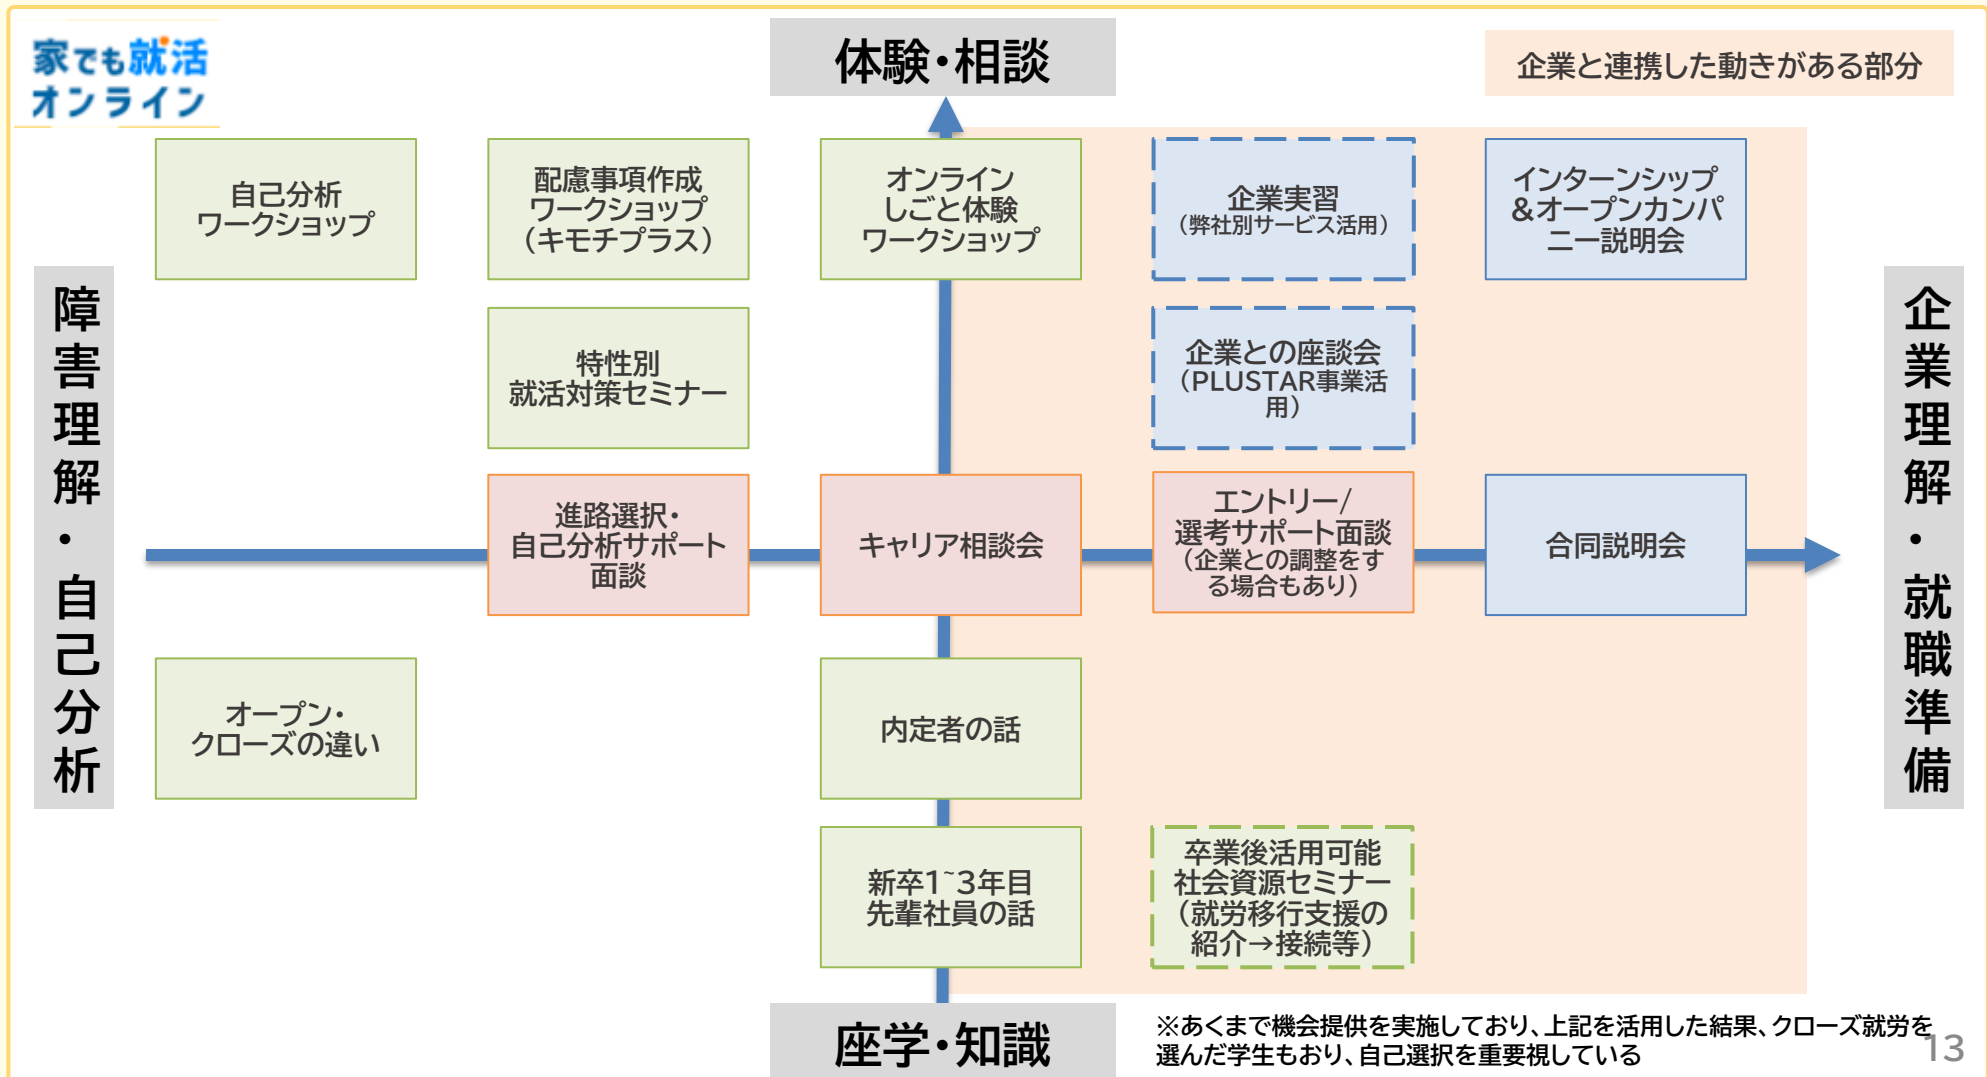 家でも就活
オンライン
体験・相談
企業と連携した動きがある部分
自己分析
ワークショップ
配慮事項作成
ワークショップ
（キモチプラス）
オンライン
しごと体験
ワークショップ
企業実習
（弊社別サービス活用）
インターンシップ
＆オープンカンパ
ニー説明会
障害理解・自己分析
特性別
就活対策セミナー
企業との座談会
（PLUSTAR事業活
用）
企業理解・就職準備
進路選択・
自己分析サポート
面談
キャリア相談会
エントリー/
選考サポート面談
（企業との調整をす
る場合もあり）
合同説明会
オープン・
クローズの違い
内定者の話
新卒1~3年目
先輩社員の話
卒業後活用可能
社会資源セミナー
（就労移行支援の
紹介→接続等）
座学・知識
※あくまで機会提供を実施しており、上記を活用した結果、クローズ就労を
選んだ学生もおり、自己選択を重要視している
13